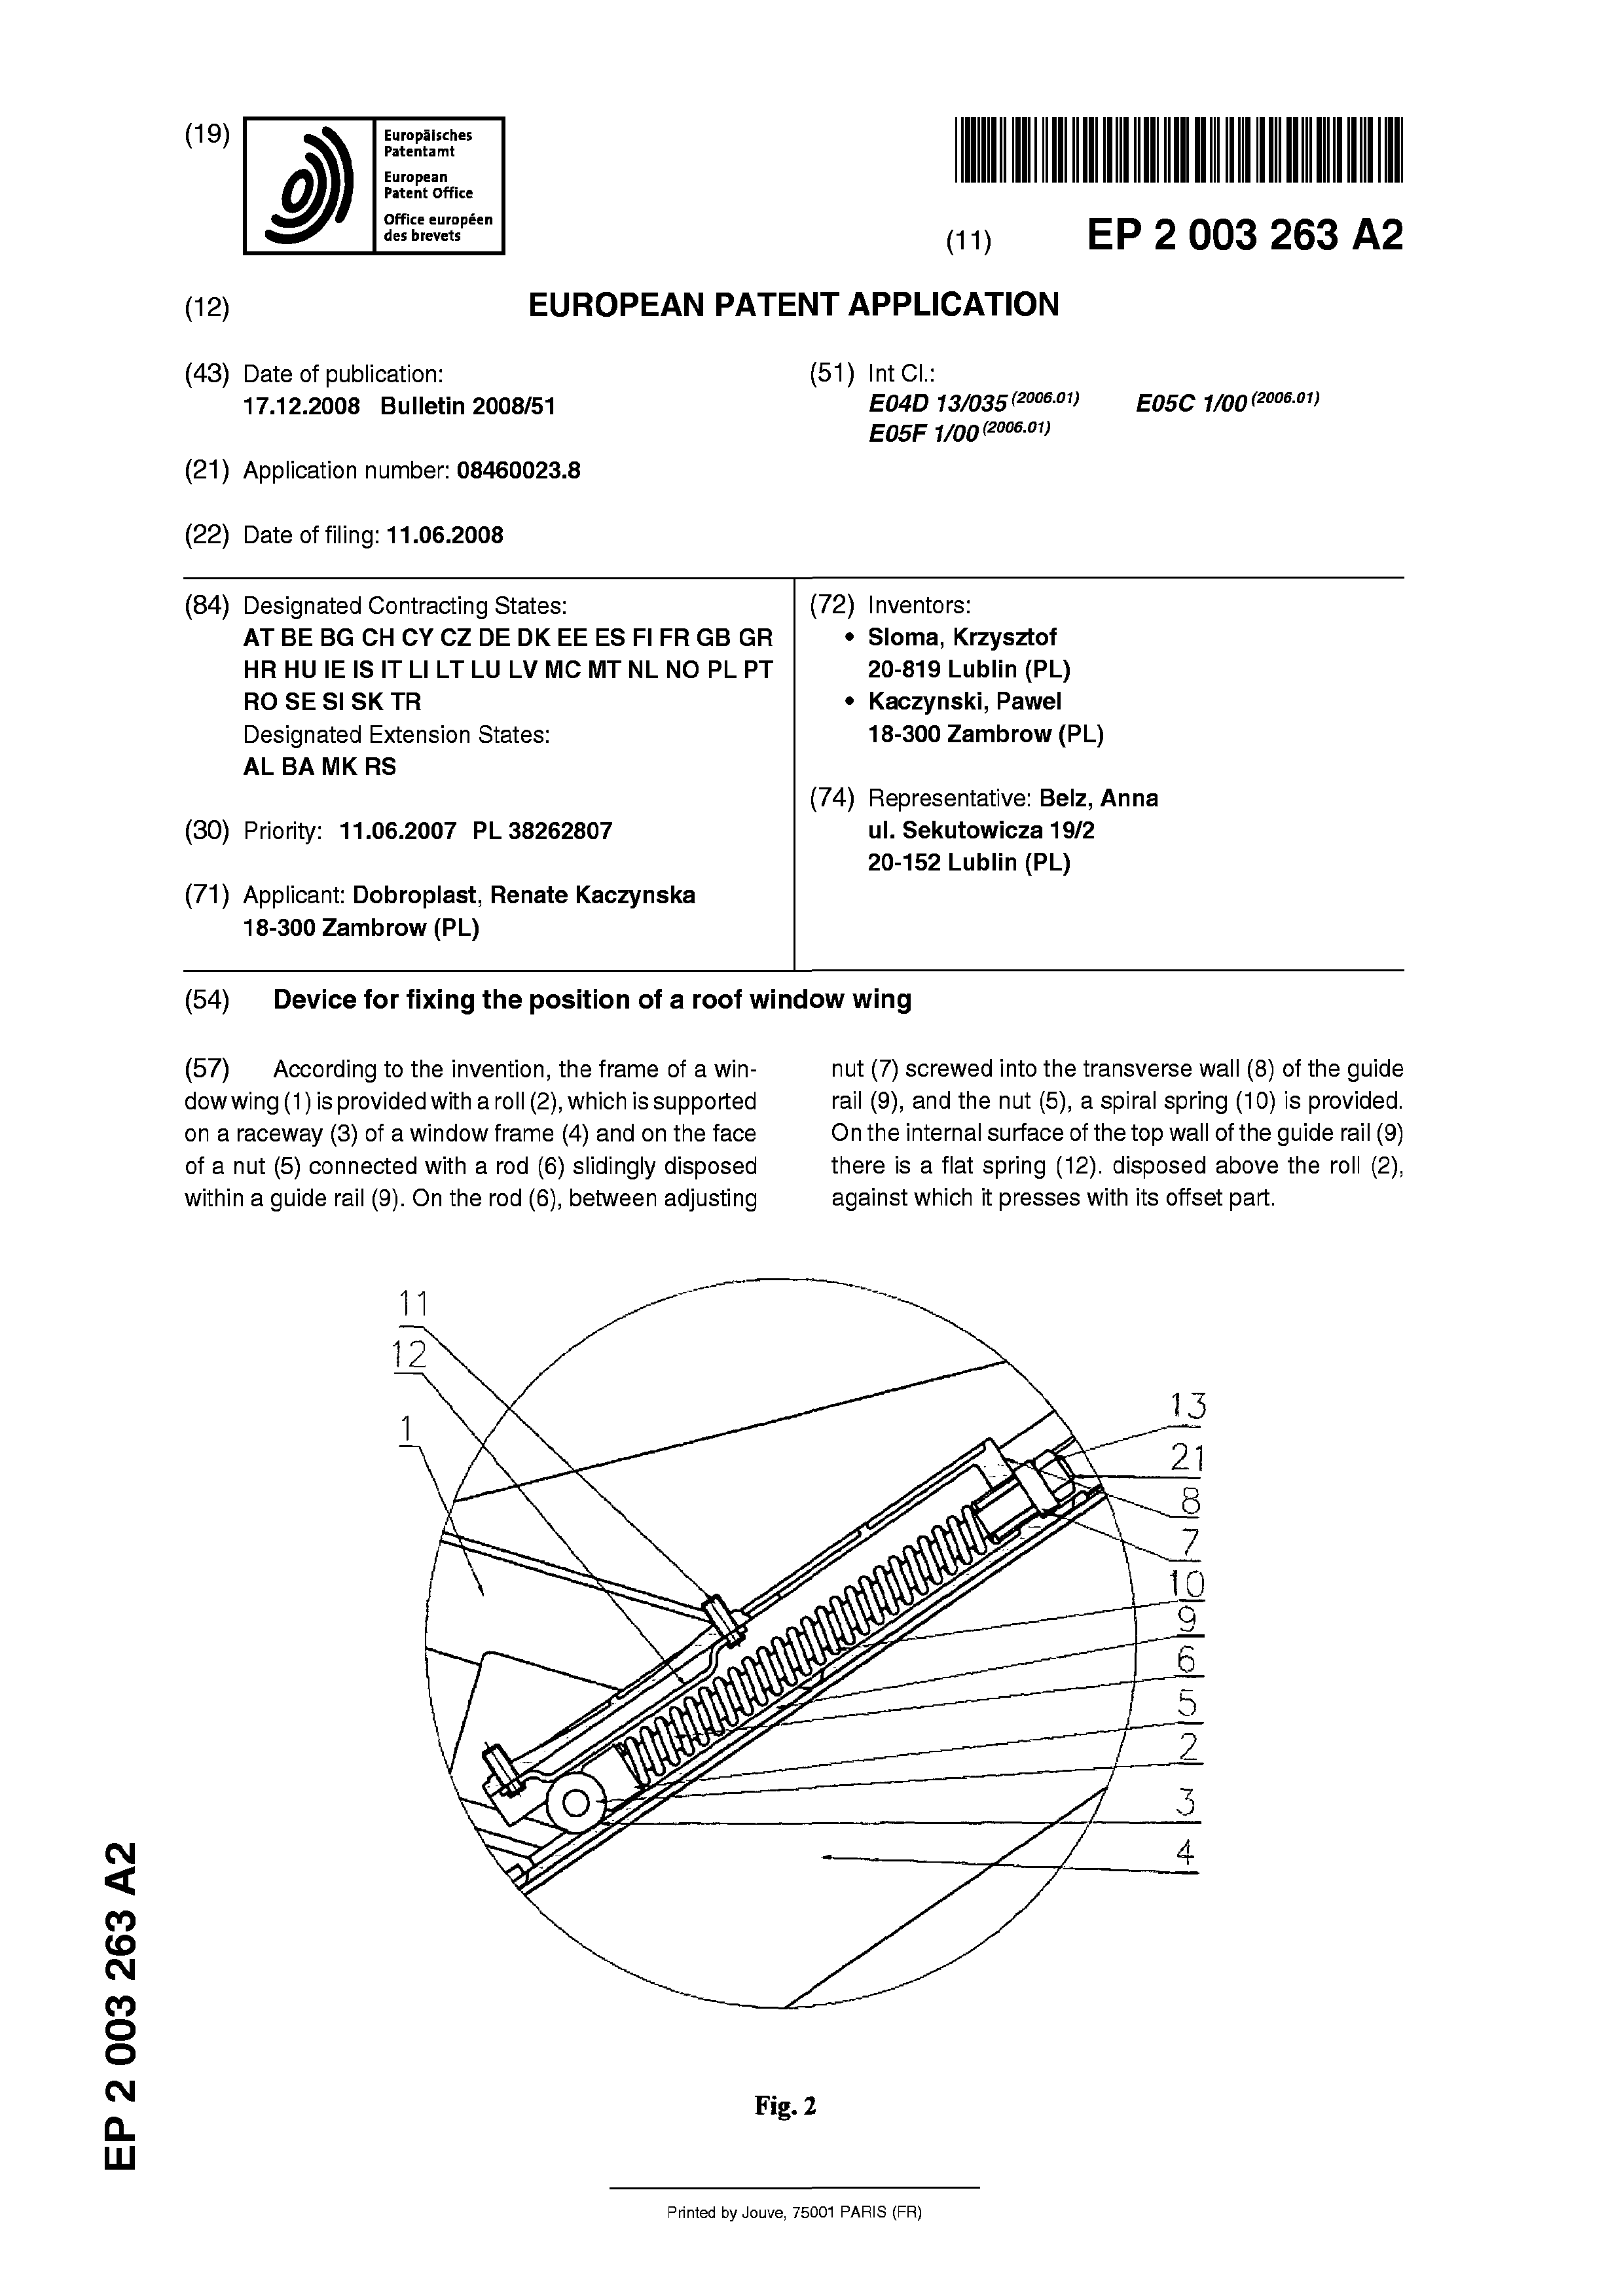 (19)
Europäisches
Patentamt
European
Patent Office
Office européen
des brevets
(11) EP 2 003 263 A2
(12) EUROPEAN PATENT APPLICATION
(43) Date of publication:
17.12.2008 Bulletin 2008/51
(21) Application number: 08460023.8
(22) Date of filing: 11.06.2008
(51) Int Cl.:
E04D 13/035 (2006.01) E05C 1/00 (2006.01)
E05F 1/00 (2006.01)
(84) Designated Contracting States:
AT BE BG CH CY CZ DE DK EE ES FI FR GB GR
HR HU IE IS IT LI LT LU LV MC MT NL NO PL PT
RO SE SI SK TR
Designated Extension States:
AL BA MK RS
(30) Priority: 11.06.2007 PL 38262807
(71) Applicant: Dobroplast, Renate Kaczynska
18-300 Zambrow (PL)
(72) Inventors:
• Sloma, Krzysztof
20-819 Lublin (PL)
• Kaczynski, Pawel
18-300 Zambrow (PL)
(74) Representative: Belz, Anna
ul. Sekutowicza 19/2
20-152 Lublin (PL)
(54) Device for fixing the position of a roof window wing
(57) According to the invention, the frame of a win-
dow wing (1) is provided with a roll (2), which is supported
on a raceway (3) of a window frame (4) and on the face
of a nut (5) connected with a rod (6) slidingly disposed
within a guide rail (9). On the rod (6), between adjusting
nut (7) screwed into the transverse wall (8) of the guide
rail (9), and the nut (5), a spiral spring (10) is provided.
On the internal surface of the top wall of the guide rail (9)
there is a flat spring (12). disposed above the roll (2),
against which it presses with its offset part.
11
12
1
13
21
8
7
10
9
6
5
2
3
4
Fig. 2
EP 2 003 263 A2
Printed by Jouve, 75001 PARIS (FR)